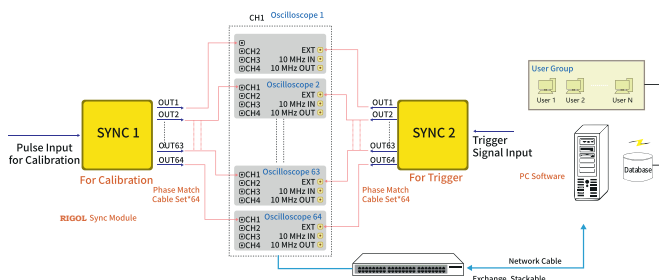 CH1 Oscilloscope 1
EXT
CH2
10 MHz IN
CH3
10 MHz OUT
CH4
Oscilloscope 2
CH1
EXT
CH2
10 MHz IN
CH3
10 MHz OUT
CH4
Oscilloscope 63
CH1
EXT
CH2
10 MHz IN
CH3
10 MHz OUT
CH4
Oscilloscope 64
CH1
EXT
CH2
10 MHz IN
CH3
10 MHz OUT
CH4
Pulse Input
for Calibration
SYNC 1
For Calibration
OUT1
OUT2
OUT63
OUT64
Phase Match
Cable Set*64
RIGOL Sync Module
OUT1
OUT2
OUT63
OUT64
Phase Match
Cable Set*64
SYNC 2
For Trigger
Trigger
Signal Input
User Group
User 1
User 2
User N
PC Software
Database
Network Cable
Exchange, Stackable